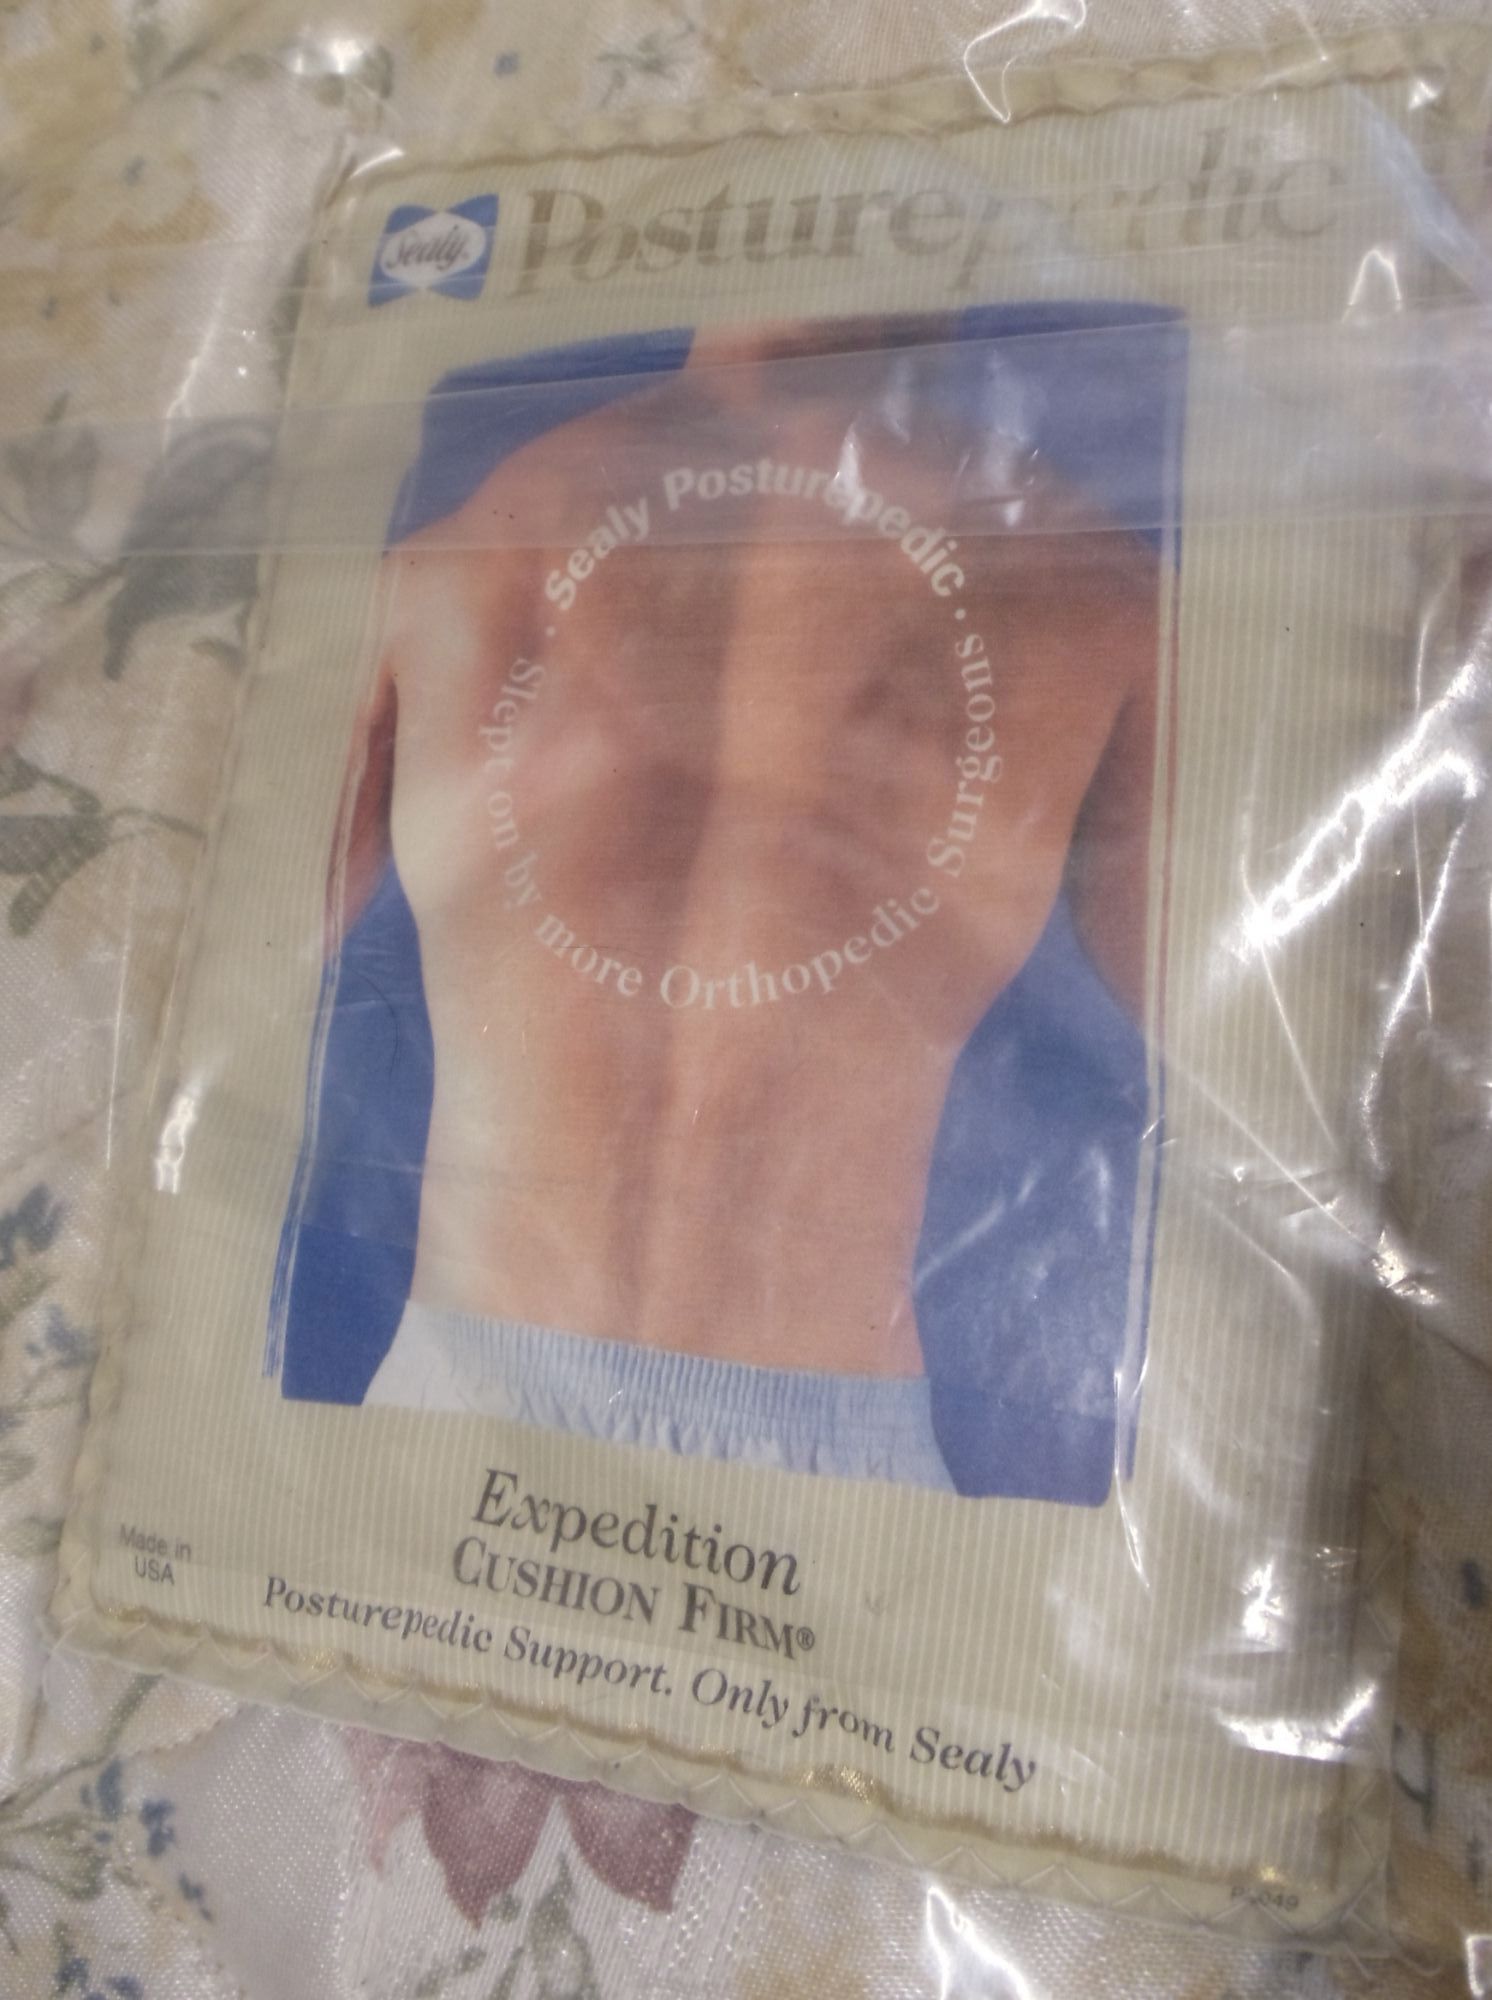 Sealy® Posturepedic
Sealy Posturepedic · Slept on by more Orthopedic Surgeons ·
Expedition
CUSHION FIRM®
Made in
USA
Posturepedic Support. Only from Sealy